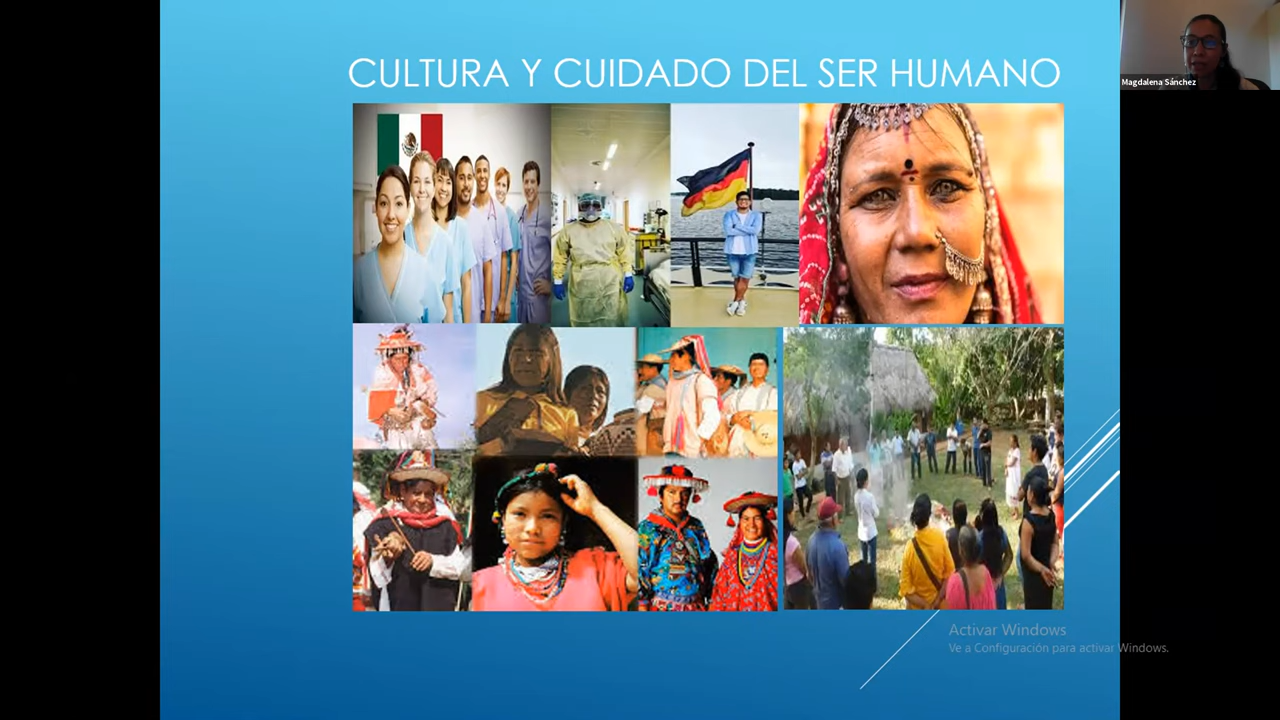 CULTURA Y CUIDADO DEL SER HUMANO
Magdalena Sánchez
Activar Windows
Ve a Configuración para activar Windows.